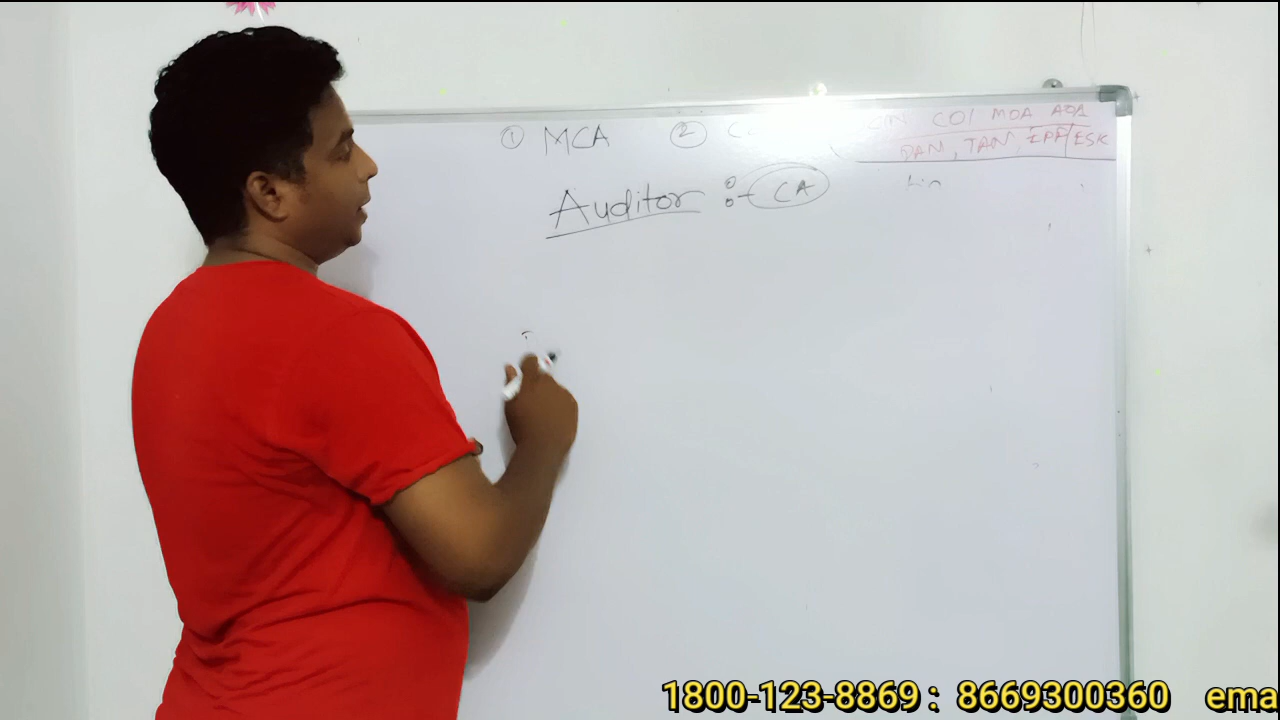 ① MCA ② COI MOA AOA
PAN, TAN, EPF/ESK
Auditor :- CA
1800-123-8869 : 8669300360 ema